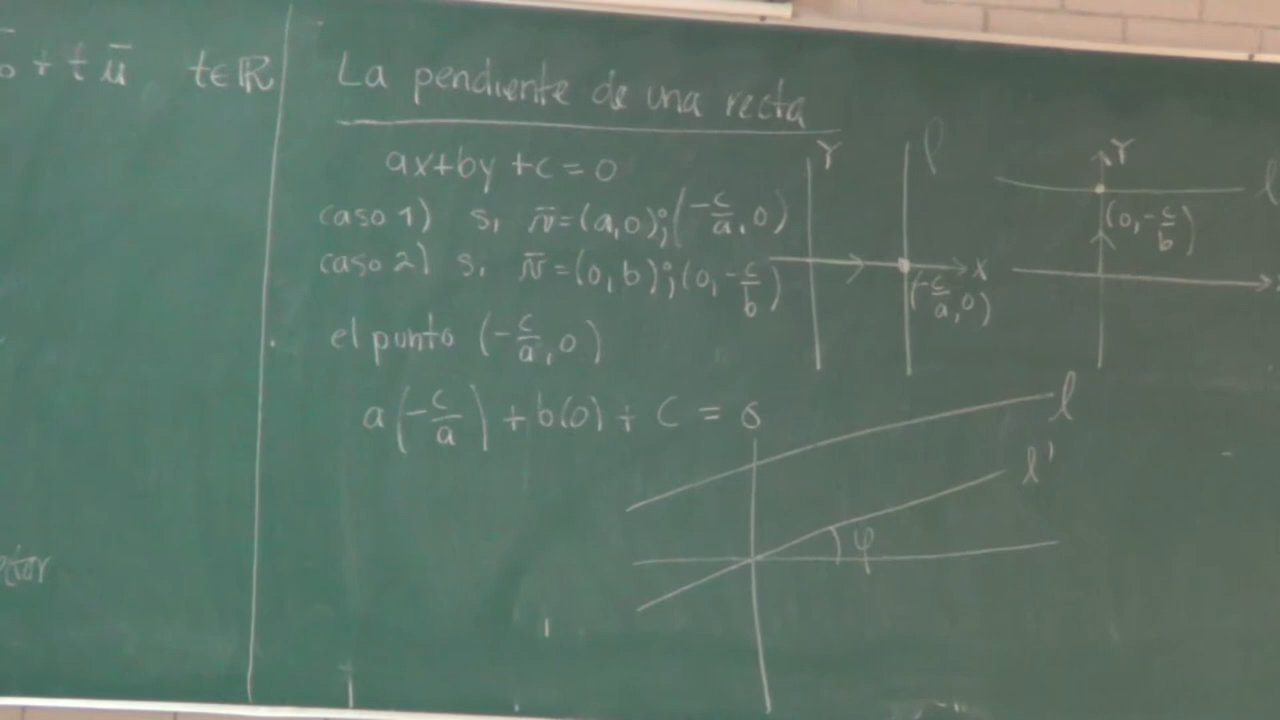 + t ū t∈ℝ
La pendiente de una recta
ax+by+c=0
caso 1) si N̄=(a,0); (-c/a, 0)
caso 2) si N̄=(0,b); (0, -c/b)
el punto (-c/a, 0)
a(-c/a) + b(0) + c = 0
Y
l
X
(-c/a, 0)
Y
l
(0, -c/b)
l
l'
φ